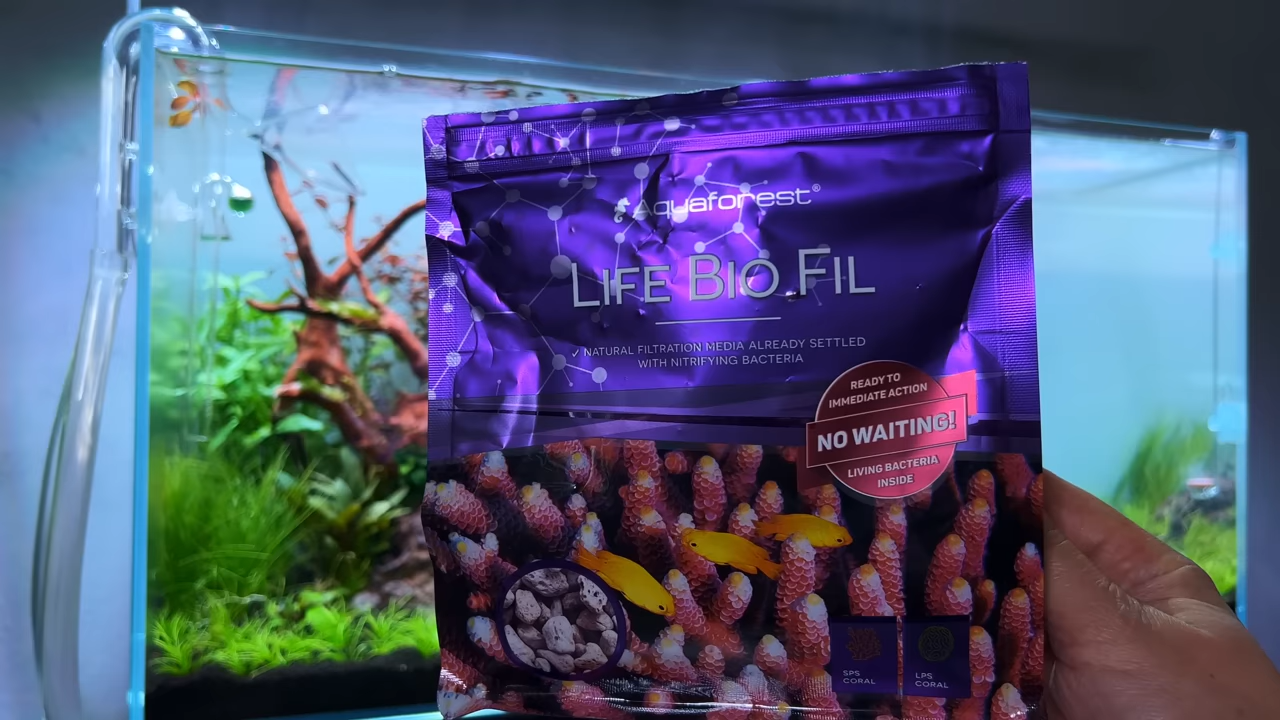 Aquaforest®
LIFE BIO FIL
✓ NATURAL FILTRATION MEDIA ALREADY SETTLED
WITH NITRIFYING BACTERIA
READY TO
IMMEDIATE ACTION
NO WAITING!
LIVING BACTERIA
INSIDE
SPS
CORAL
LPS
CORAL